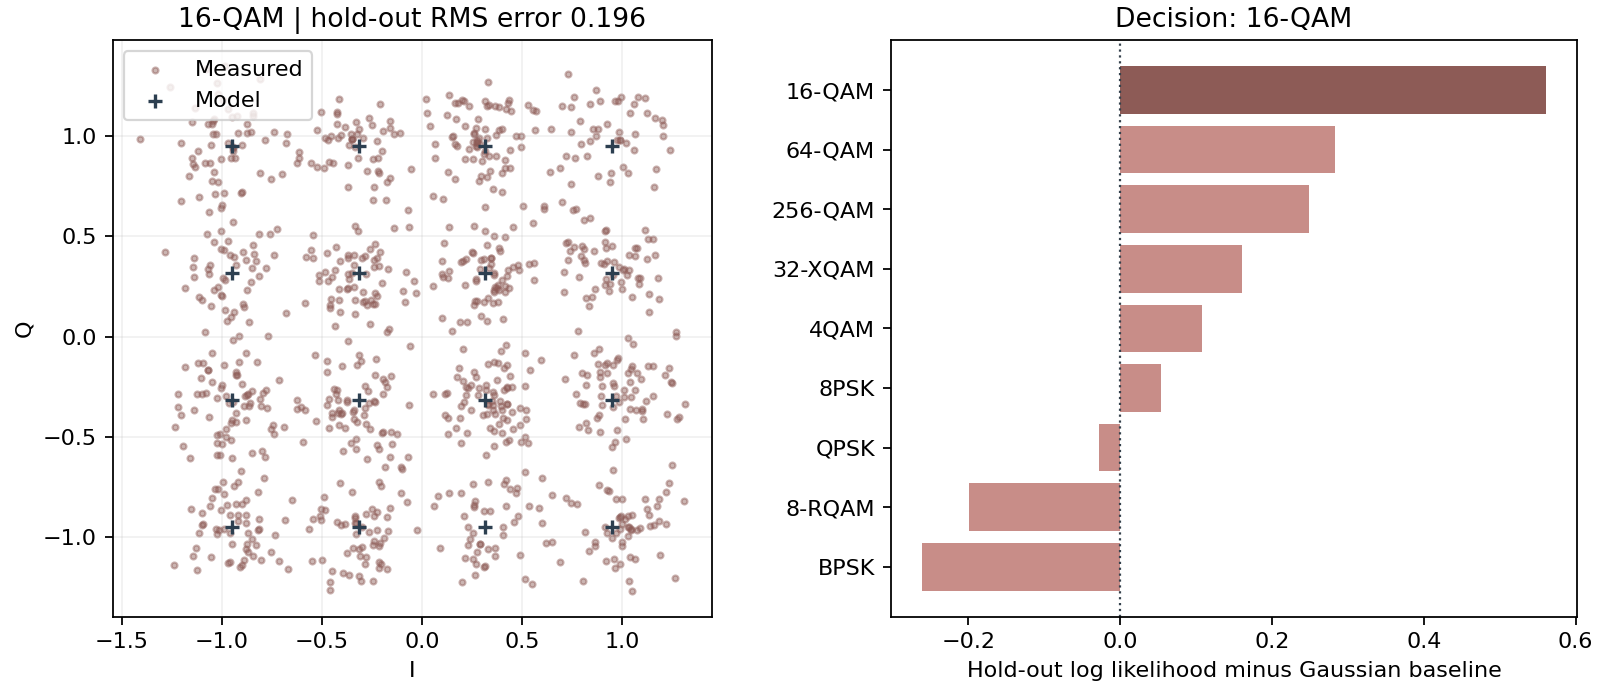 16-QAM | hold-out RMS error 0.196
Measured
Model
1.0
0.5
0.0
−0.5
−1.0
Q
−1.5
−1.0
−0.5
0.0
0.5
1.0
I
Decision: 16-QAM
16-QAM
64-QAM
256-QAM
32-XQAM
4QAM
8PSK
QPSK
8-RQAM
BPSK
−0.2
0.0
0.2
0.4
0.6
Hold-out log likelihood minus Gaussian baseline